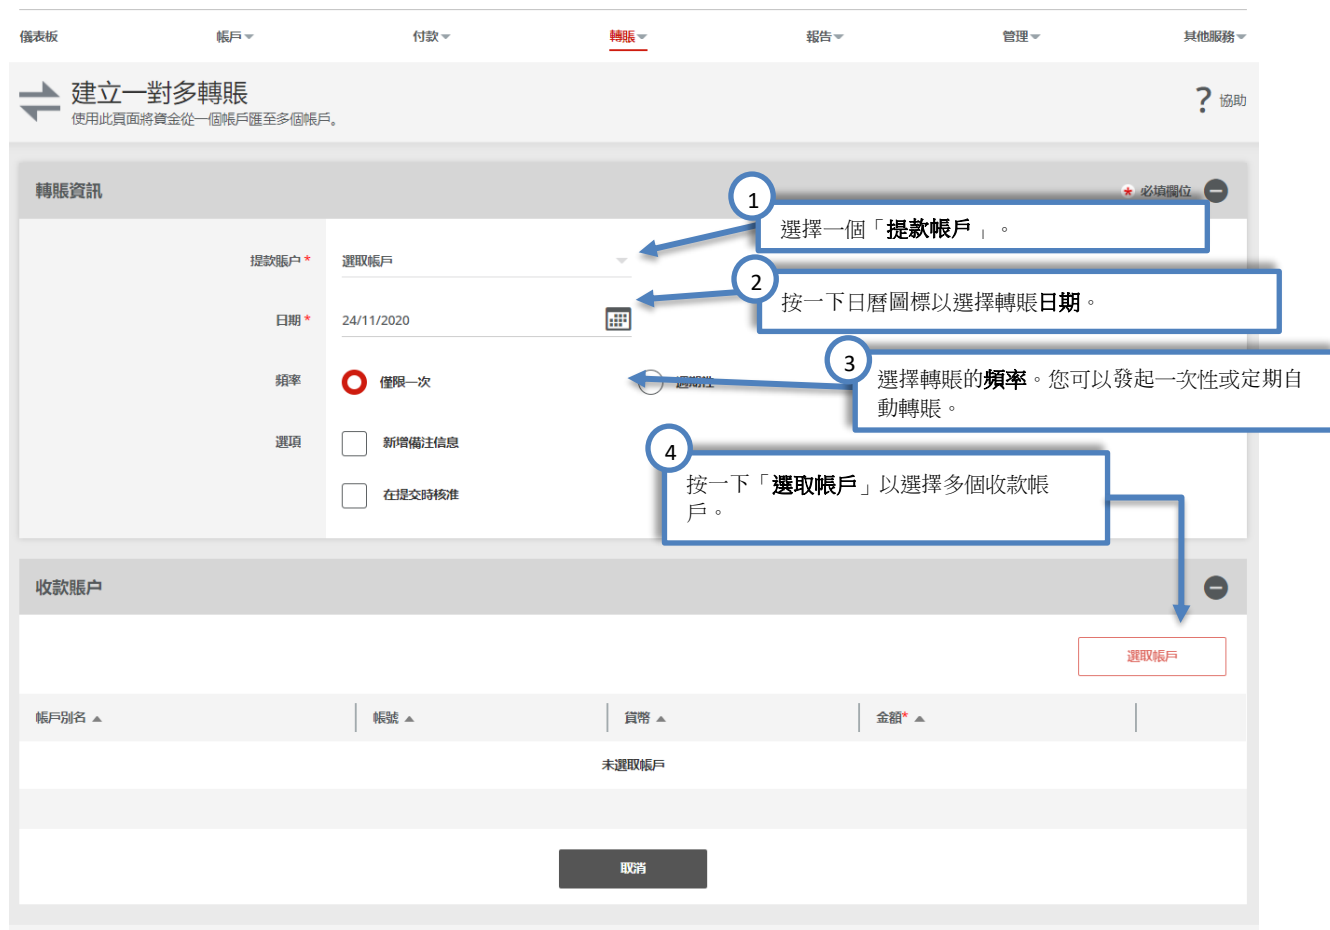 儀表板 帳戶 付款 轉賬 報告 管理 其他服務
建立一對多轉賬
使用此頁面將資金從一個帳戶匯至多個帳戶。
? 協助
轉賬資訊
* 必填欄位
1
選擇一個「提款帳戶」。
提款賬户 * 選取帳戶
2
按一下日曆圖標以選擇轉賬日期。
日期 * 24/11/2020
3
選擇轉賬的頻率。您可以發起一次性或定期自
動轉賬。
頻率 僅限一次 週期性
選項 新增備注信息
4
按一下「選取帳戶」以選擇多個收款帳
戶。
在提交時核准
收款賬户
選取帳戶
帳戶別名 帳號 貨幣 金額*
未選取帳戶
取消